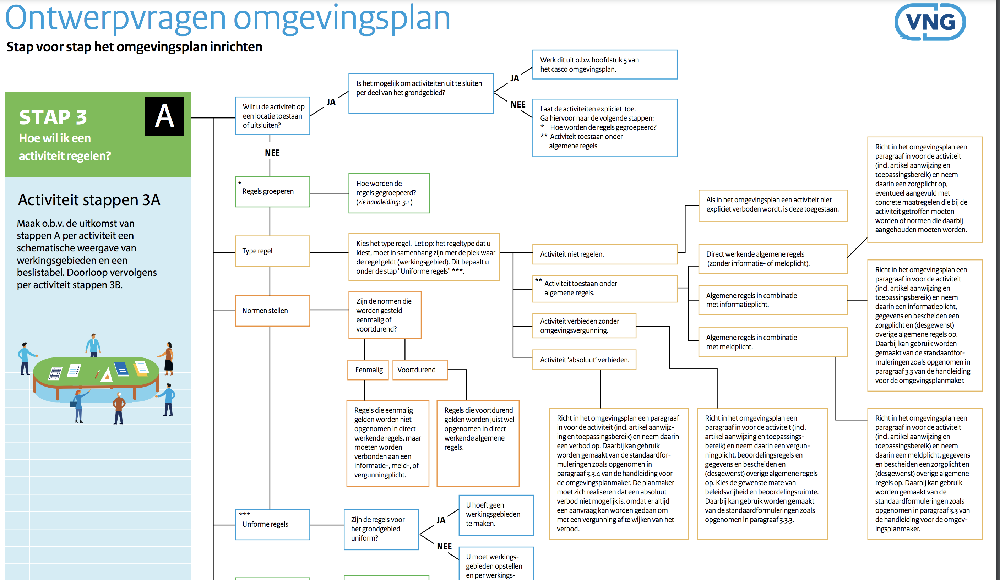 Ontwerpvragen omgevingsplan
Stap voor stap het omgevingsplan inrichten
VNG
STAP 3
A
Hoe wil ik een
activiteit regelen?
Activiteit stappen 3A
Maak o.b.v. de uitkomst van
stappen A per activiteit een
schematische weergave van
werkingsgebieden en een
beslistabel. Doorloop vervolgens
per activiteit stappen 3B.
Wilt u de activiteit op
een locatie toestaan
of uitsluiten?
JA
Is het mogelijk om activiteiten uit te sluiten
per deel van het grondgebied?
JA
Werk dit uit o.b.v. hoofdstuk 5 van
het casco omgevingsplan.
NEE
Laat de activiteiten expliciet toe.
Ga hiervoor naar de volgende stappen:
* Hoe worden de regels gegroepeerd?
** Activiteit toestaan onder
algemene regels
NEE
*
Regels groeperen
Hoe worden de
regels gegroepeerd?
(zie handleiding: 3.1 )
Type regel
Kies het type regel. Let op: het regeltype dat u
kiest, moet in samenhang zijn met de plek waar
de regel geldt (werkingsgebied). Dit bepaalt u
onder de stap "Uniforme regels" ***.
Activiteit niet regelen.
Als in het omgevingsplan een activiteit niet
expliciet verboden wordt, is deze toegestaan.
** Activiteit toestaan onder
algemene regels.
Direct werkende algemene regels
(zonder informatie- of meldplicht).
Richt in het omgevingsplan een
paragraaf in voor de activiteit
(incl. artikel aanwijzing en
toepassingsbereik) en neem
daarin een zorgplicht op,
eventueel aangevuld met
concrete maatregelen die bij de
activiteit getroffen moeten
worden of normen die daarbij
aangehouden moeten worden.
Algemene regels in combinatie
met informatieplicht.
Richt in het omgevingsplan een
paragraaf in voor de activiteit
(incl. artikel aanwijzing en
toepassingsbereik) en neem
daarin een informatieplicht,
gegevens en bescheiden een
zorgplicht en (desgewenst)
overige algemene regels op.
Daarbij kan gebruik worden
gemaakt van de standaardfor-
muleringen zoals opgenomen in
paragraaf 3.3 van de handleiding
voor de omgevingsplanmaker.
Algemene regels in combinatie
met meldplicht.
Richt in het omgevingsplan een
paragraaf in voor de activiteit
(incl. artikel aanwijzing en
toepassingsbereik) en neem
daarin een meldplicht, gegevens
en bescheiden een zorgplicht en
(desgewenst) overige algemene
regels op. Daarbij kan gebruik
worden gemaakt van de
standaardformuleringen zoals
opgenomen in paragraaf 3.3 van
de handleiding voor de omgev-
ingsplanmaker.
Activiteit verbieden zonder
omgevingsvergunning.
Richt in het omgevingsplan een
paragraaf in voor de activiteit (incl.
artikel aanwijzing en toepassings-
bereik) en neem daarin een vergun-
ningplicht, beoordelingsregels en
gegevens en bescheiden en
(desgewenst) overige algemene regels
op. Kies de gewenste mate van
beleidsvrijheid en beoordelingsruimte.
Daarbij kan gebruik worden gemaakt
van de standaardformuleringen zoals
opgenomen in paragraaf 3.3.3.
Activiteit ‘absoluut’ verbieden.
Richt in het omgevingsplan een paragraaf
in voor de activiteit (incl. artikel aanwijz-
ing en toepassingsbereik) en neem daarin
een verbod op. Daarbij kan gebruik
worden gemaakt van de standaardfor-
muleringen zoals opgenomen in
paragraaf 3.3.4 van de handleiding voor
de omgevingsplanmaker. De planmaker
moet zich realiseren dat een absoluut
verbod niet mogelijk is, omdat er altijd
een aanvraag kan worden gedaan om
met een vergunning af te wijken van het
verbod.
Normen stellen
Zijn de normen die
worden gesteld
eenmalig of
voortdurend?
Eenmalig
Voortdurend
Regels die eenmalig
gelden worden niet
opgenomen in direct
werkende regels, maar
moeten worden
verbonden aan een
informatie-, meld-, of
vergunningplicht.
Regels die voortdurend
gelden worden juist wel
opgenomen in direct
werkende algemene
regels.
***
Unforme regels
Zijn de regels voor
het grondgebied
uniform?
JA
U hoeft geen
werkingsgebieden
te maken.
NEE
U moet werkings-
gebieden opstellen
en per werkings-